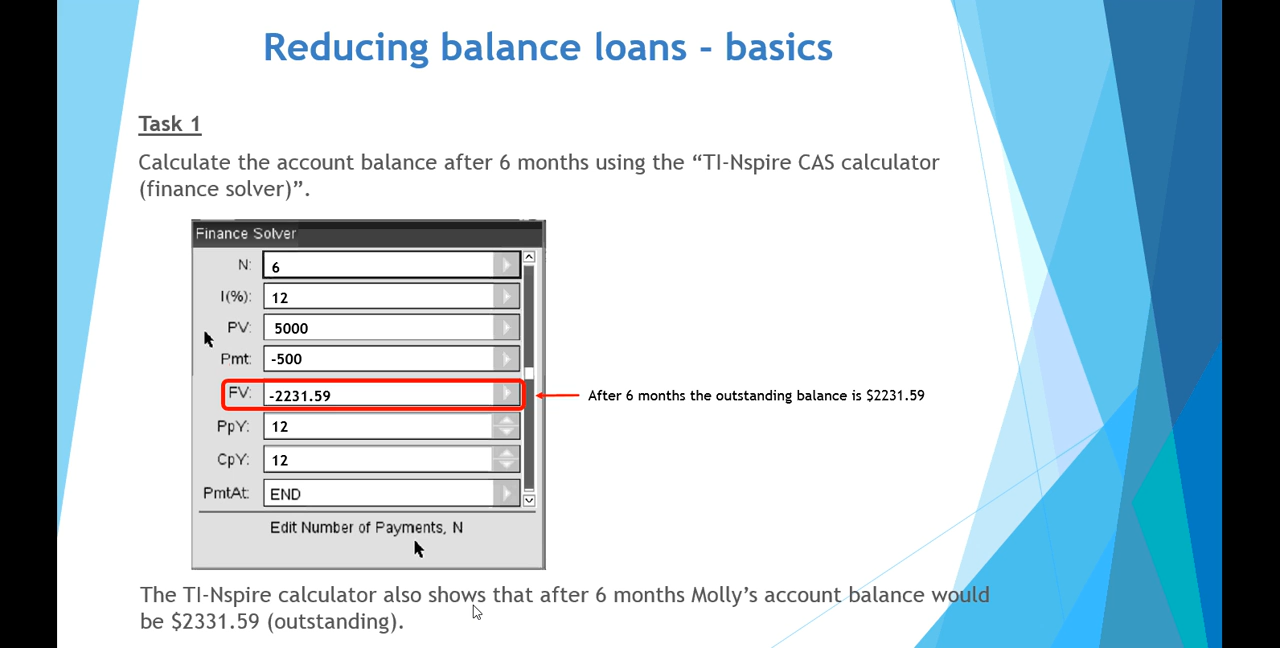 Reducing balance loans - basics
Task 1
Calculate the account balance after 6 months using the “TI-Nspire CAS calculator
(finance solver)”.
Finance Solver
N: 6
I(%): 12
PV: 5000
Pmt: -500
FV: -2231.59
After 6 months the outstanding balance is $2231.59
PpY: 12
CpY: 12
PmtAt: END
Edit Number of Payments, N
The TI-Nspire calculator also shows that after 6 months Molly’s account balance would
be $2331.59 (outstanding).